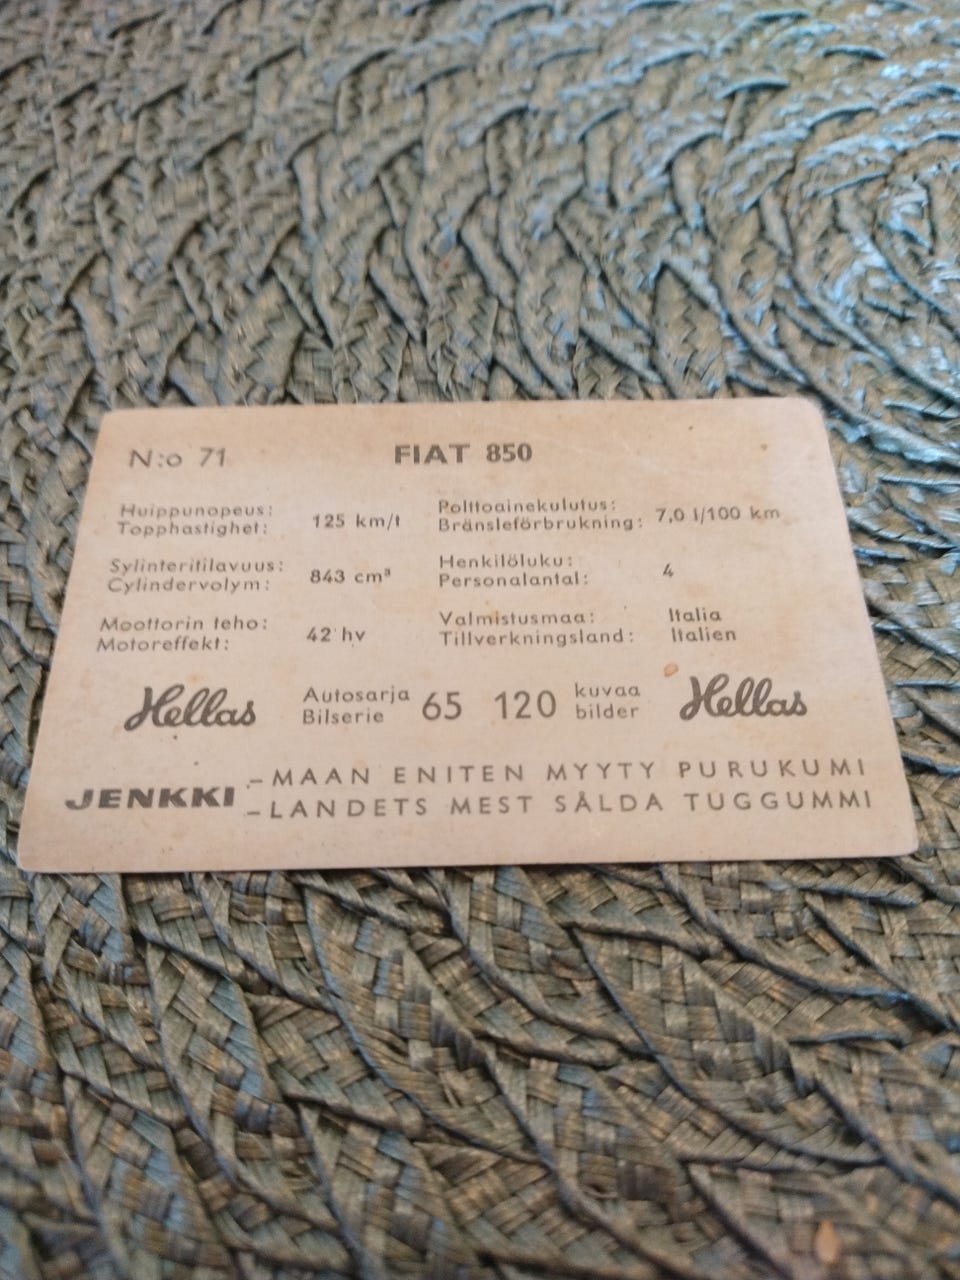 N:o 71 FIAT 850
Huippunopeus: 125 km/t Polttoainekulutus: 7,0 l/100 km
Topphastighet: Bränsleförbrukning:
Sylinteritilavuus: 843 cm³ Henkilöluku: 4
Cylindervolym: Personalantal:
Moottorin teho: 42 hv Valmistusmaa: Italia
Motoreffekt: Tillverkningsland: Italien
Hellas Autosarja 65 120 kuvaa Hellas
Bilserie bilder
JENKKI – MAAN ENITEN MYYTY PURUKUMI
– LANDETS MEST SÅLDA TUGGUMMI